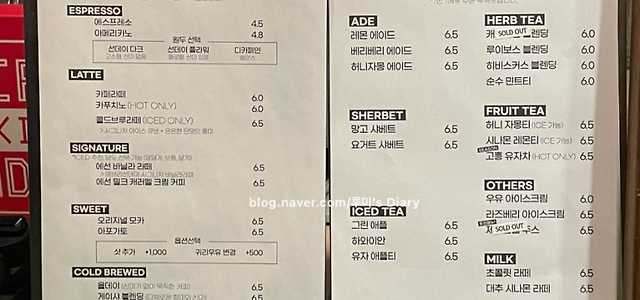 ESPRESSO
에스프레소 4.5
아메리카노 4.8
원두 선택
선데이 다크 선데이 플라워 디카페인
LATTE
카페라떼 6.0
카푸치노 (HOT ONLY) 6.0
콜드브루라떼 (ICED ONLY) 6.5
SIGNATURE
에선 바닐라 라떼 6.5
에선 밀크 캐러멜 크림 커피 6.5
SWEET
오리지널 모카 6.5
아포가토 6.5
옵션선택
샷 추가 +1,000 귀리우유 변경 +500
COLD BREWED
올데이 6.5
게이샤 블렌딩 6.5
ADE
레몬 에이드 6.5
베리베리 에이드 6.5
허니자몽 에이드 6.5
SHERBET
망고 샤베트 6.5
요거트 샤베트 6.5
ICED TEA
그린 애플 6.5
하와이안 6.5
유자 애플티 6.5
HERB TEA
캐 SOLD OUT 렌딩 6.0
루이보스 블렌딩 6.0
히비스커스 블렌딩 6.0
순수 민트티 6.0
FRUIT TEA
허니 자몽티 (ICE 가능) 6.5
시나몬 레몬티 (ICE 가능) 6.5
SEASON
고흥 유자차 (HOT ONLY) 6.5
OTHERS
우유 아이스크림 6.0
라즈베리 아이스크림 6.5
SOLD OUT 6.5
MILK
초콜릿 라떼 6.5
대추 시나몬 라떼 6.5
blog.naver.com/ 's Diary